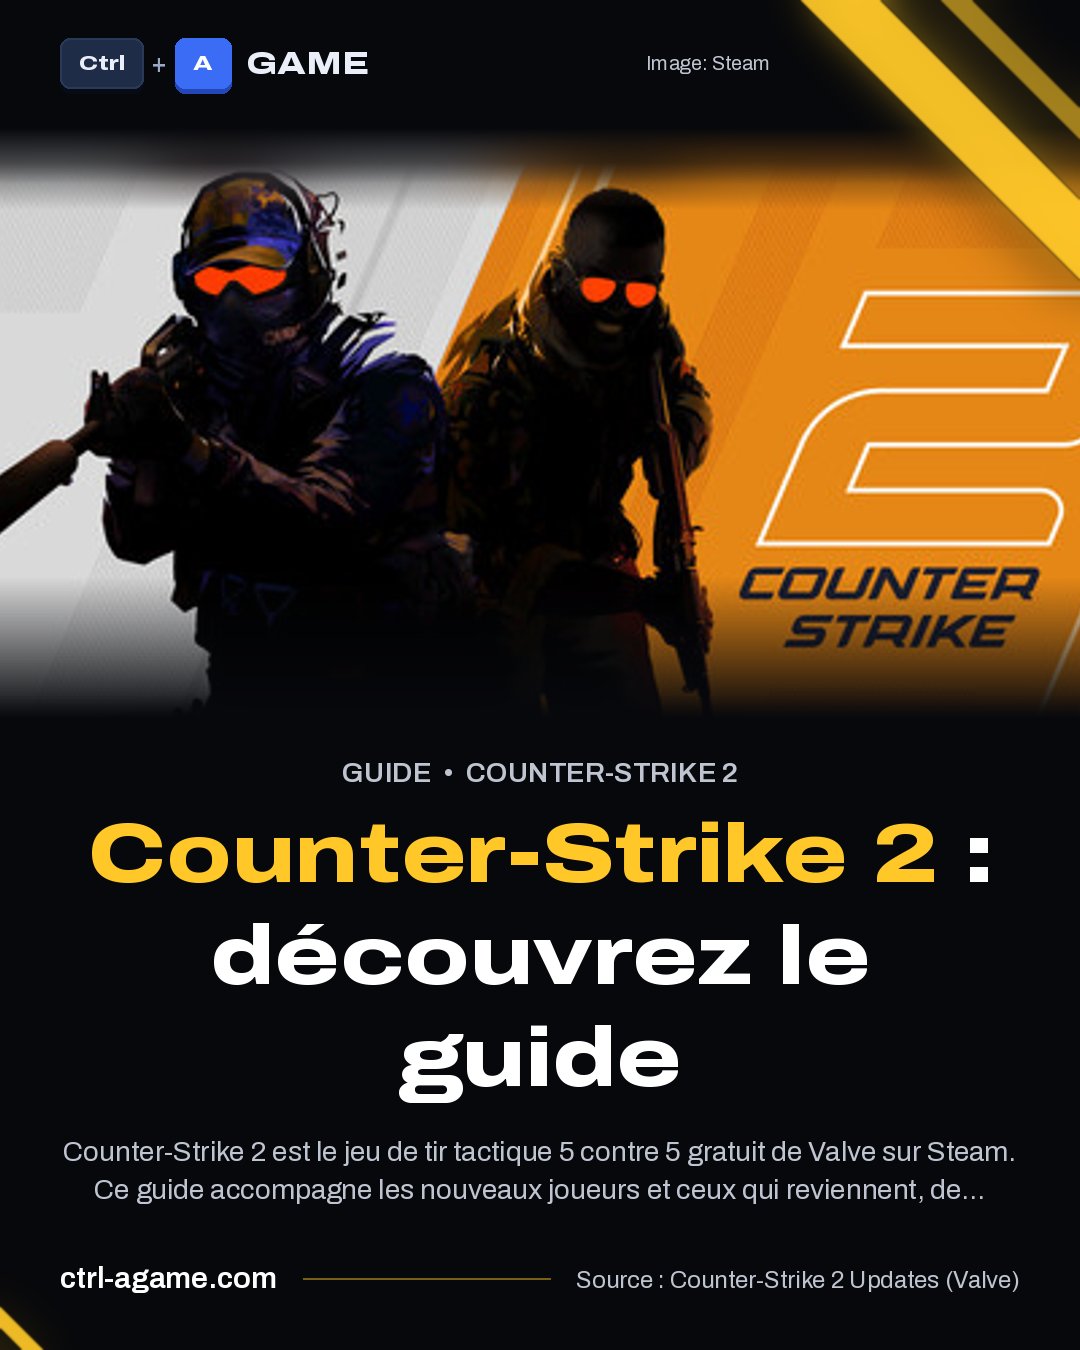 Ctrl + A GAME
Image: Steam
2
COUNTER
STRIKE
GUIDE • COUNTER-STRIKE 2
Counter-Strike 2 :
découvrez le
guide
Counter-Strike 2 est le jeu de tir tactique 5 contre 5 gratuit de Valve sur Steam.
Ce guide accompagne les nouveaux joueurs et ceux qui reviennent, de...
ctrl-agame.com
Source : Counter-Strike 2 Updates (Valve)